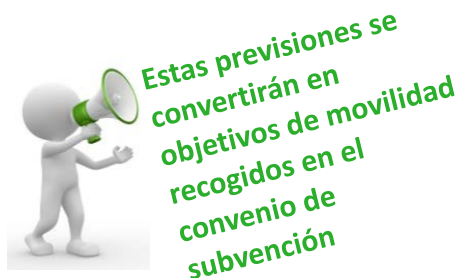 Estas previsiones se
convertirán en
objetivos de movilidad
recogidos en el
convenio de
subvención